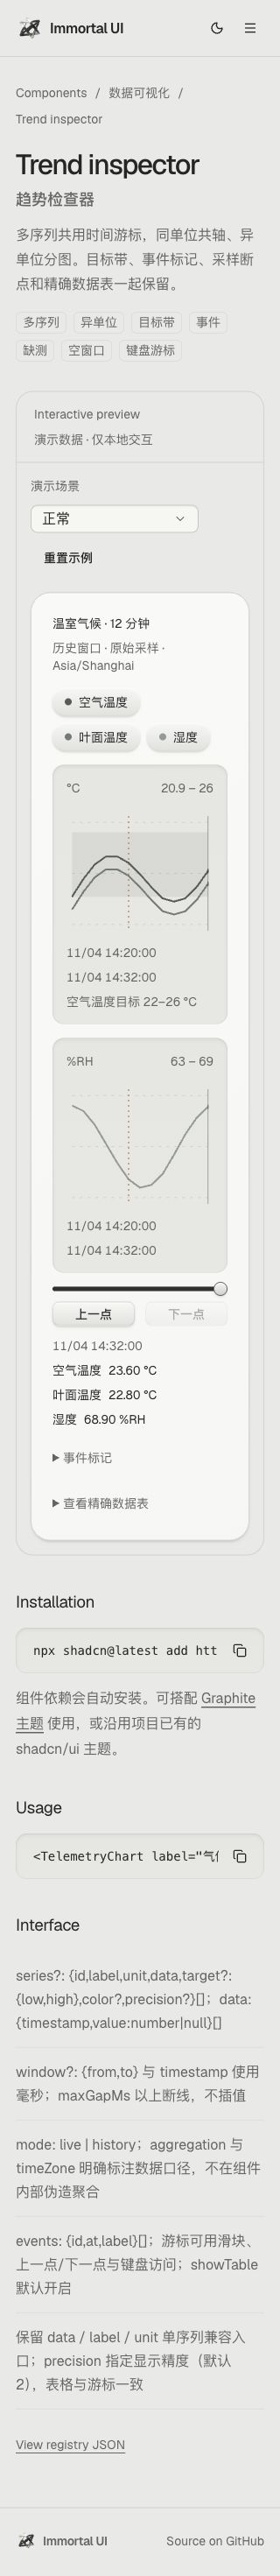 Immortal UI
Components / 数据可视化 /
Trend inspector
Trend inspector
趋势检查器
多序列共用时间游标，同单位共轴、异
单位分图。目标带、事件标记、采样断
点和精确数据表一起保留。
多序列 异单位 目标带 事件
缺测 空窗口 键盘游标
Interactive preview
演示数据 · 仅本地交互
演示场景
正常
重置示例
温室气候 · 12 分钟
历史窗口 · 原始采样 ·
Asia/Shanghai
空气温度
叶面温度 湿度
°C 20.9 – 26
11/04 14:20:00
11/04 14:32:00
空气温度目标 22–26 °C
%RH 63 – 69
11/04 14:20:00
11/04 14:32:00
上一点 下一点
11/04 14:32:00
空气温度 23.60 °C
叶面温度 22.80 °C
湿度 68.90 %RH
▶ 事件标记
▶ 查看精确数据表
Installation
npx shadcn@latest add htt
组件依赖会自动安装。可搭配 Graphite
主题 使用，或沿用项目已有的
shadcn/ui 主题。
Usage
<TelemetryChart label="气
Interface
series?: {id,label,unit,data,target?:
{low,high},color?,precision?}[]；data:
{timestamp,value:number|null}[]
window?: {from,to} 与 timestamp 使用
毫秒；maxGapMs 以上断线，不插值
mode: live | history；aggregation 与
timeZone 明确标注数据口径，不在组件
内部伪造聚合
events: {id,at,label}[]；游标可用滑块、
上一点/下一点与键盘访问；showTable
默认开启
保留 data / label / unit 单序列兼容入
口；precision 指定显示精度（默认
2），表格与游标一致
View registry JSON
Immortal UI Source on GitHub